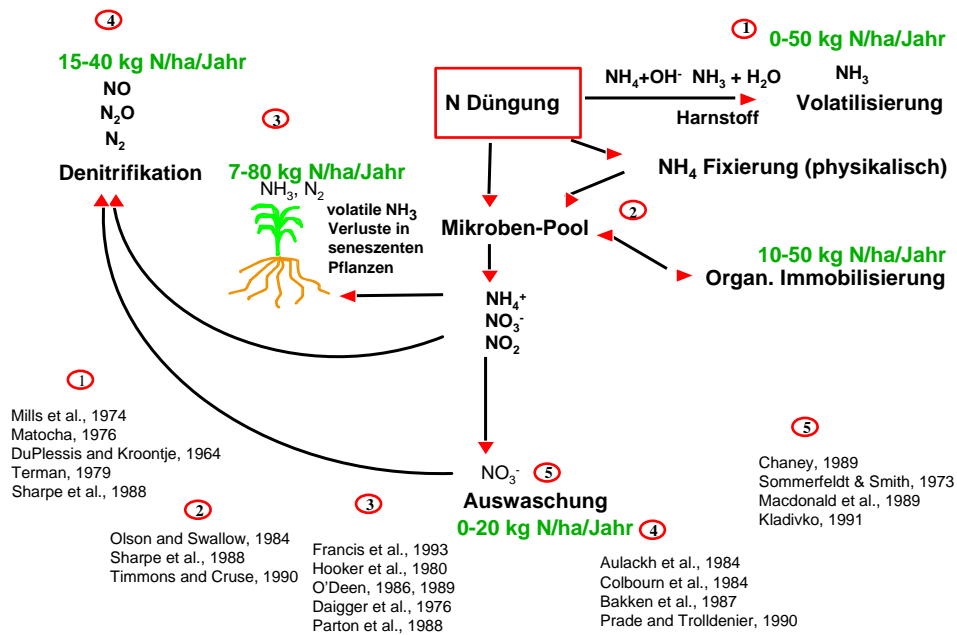 4
15-40 kg N/ha/Jahr
NO
N₂O
N₂
Denitrifikation
3
7-80 kg N/ha/Jahr
NH₃, N₂
volatile NH₃
Verluste in
seneszenten
Pflanzen
N Düngung
1
0-50 kg N/ha/Jahr
NH₄+OH⁻ NH₃ + H₂O
Harnstoff
NH₃
Volatilisierung
NH₄ Fixierung (physikalisch)
2
Mikroben-Pool
10-50 kg N/ha/Jahr
Organ. Immobilisierung
NH₄⁺
NO₃⁻
NO₂
NO₃⁻
5
Auswaschung
0-20 kg N/ha/Jahr
1
Mills et al., 1974
Matocha, 1976
DuPlessis and Kroontje, 1964
Terman, 1979
Sharpe et al., 1988
2
Olson and Swallow, 1984
Sharpe et al., 1988
Timmons and Cruse, 1990
3
Francis et al., 1993
Hooker et al., 1980
O'Deen, 1986, 1989
Daigger et al., 1976
Parton et al., 1988
4
Aulackh et al., 1984
Colbourn et al., 1984
Bakken et al., 1987
Prade and Trolldenier, 1990
5
Chaney, 1989
Sommerfeldt & Smith, 1973
Macdonald et al., 1989
Kladivko, 1991